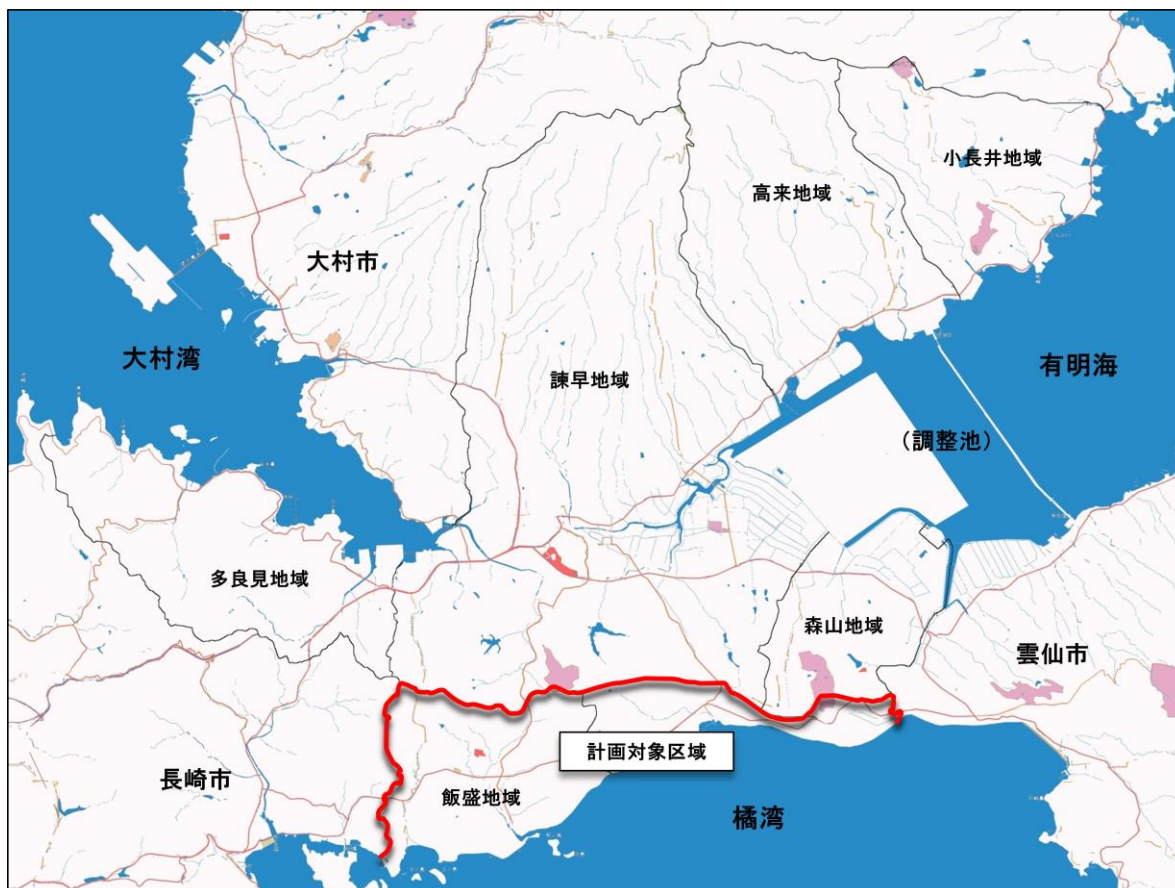 小長井地域
高来地域
大村市
大村湾
諫早地域
有明海
（調整池）
多良見地域
森山地域
雲仙市
計画対象区域
長崎市
飯盛地域
橘湾